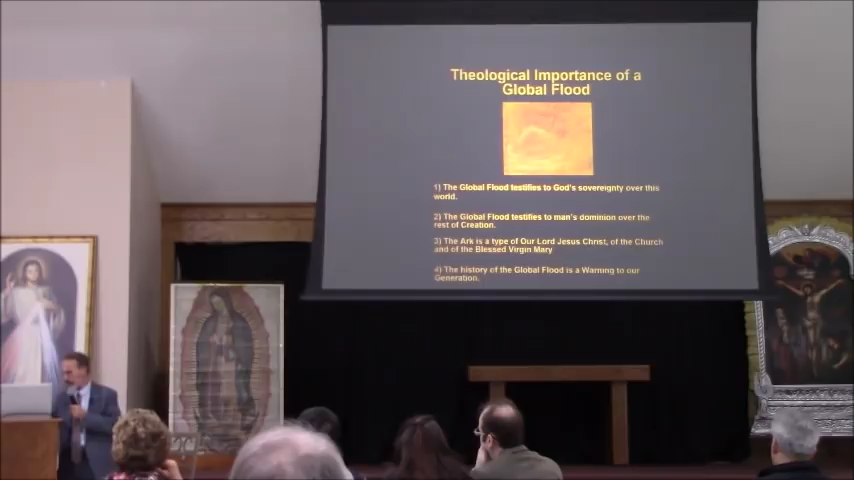 Theological Importance of a
Global Flood
1) The Global Flood testifies to God's sovereignty over this
world.
2) The Global Flood testifies to man's dominion over the
rest of Creation.
3) The Ark is a type of Our Lord Jesus Christ, of the Church
and of the Blessed Virgin Mary
4) The history of the Global Flood is a Warning to our
Generation.